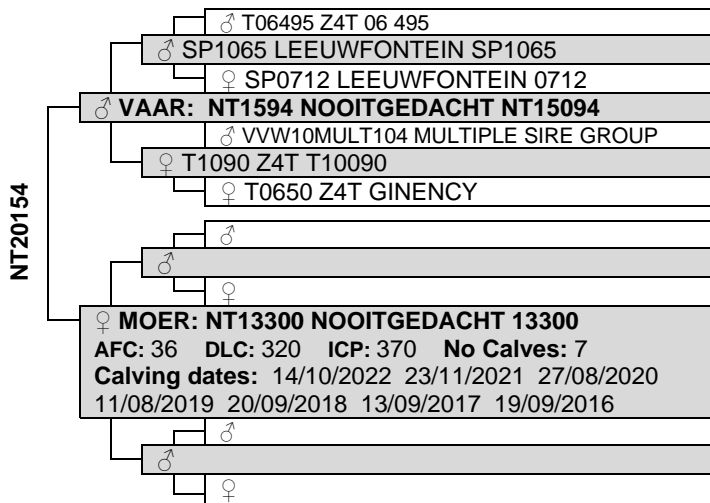 ♂ T06495 Z4T 06 495
♂ SP1065 LEEUWFONTEIN SP1065
♀ SP0712 LEEUWFONTEIN 0712
♂ VAAR: NT1594 NOOITGEDACHT NT15094
♂ VVW10MULT104 MULTIPLE SIRE GROUP
♀ T1090 Z4T T10090
♀ T0650 Z4T GINENCY
NT20154
♂
♂
♀
♀ MOER: NT13300 NOOITGEDACHT 13300
AFC: 36 DLC: 320 ICP: 370 No Calves: 7
Calving dates: 14/10/2022 23/11/2021 27/08/2020
11/08/2019 20/09/2018 13/09/2017 19/09/2016
♂
♂
♀